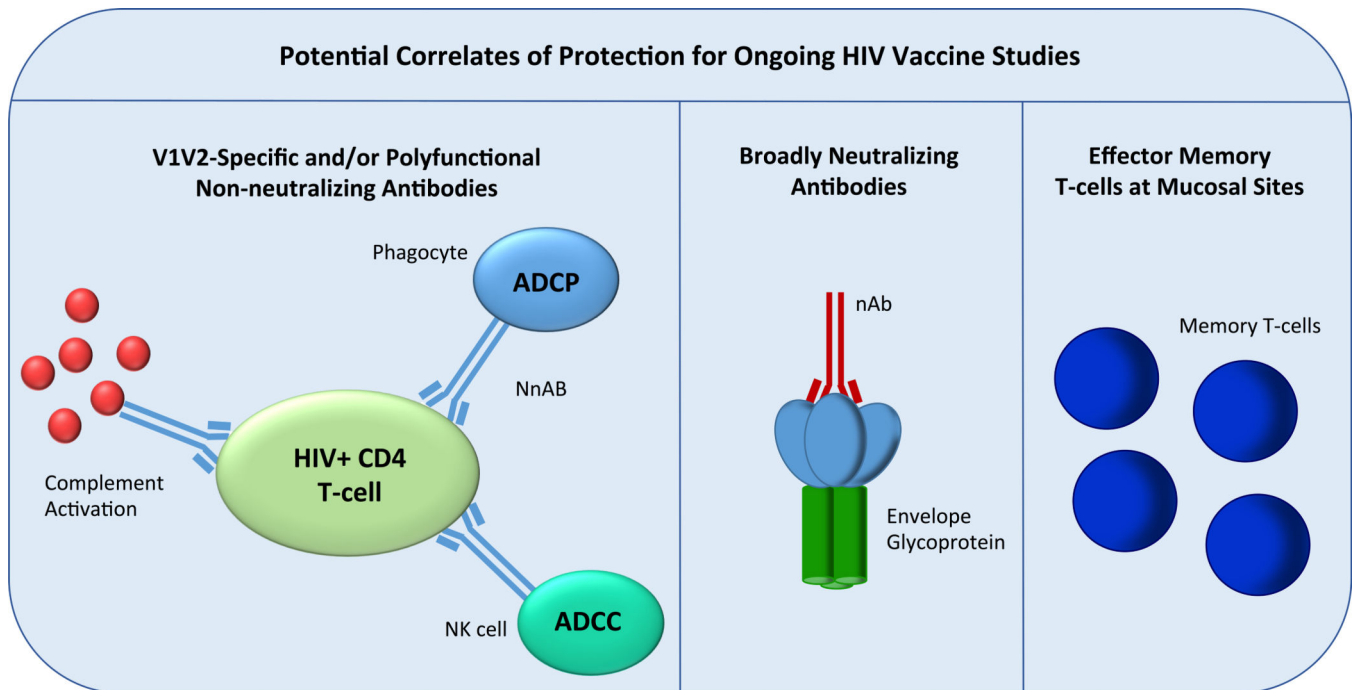 Potential Correlates of Protection for Ongoing HIV Vaccine Studies
V1V2-Specific and/or Polyfunctional
Non-neutralizing Antibodies
Phagocyte
ADCP
NnAB
HIV+ CD4
T-cell
Complement
Activation
NK cell
ADCC
Broadly Neutralizing
Antibodies
nAb
Envelope
Glycoprotein
Effector Memory
T-cells at Mucosal Sites
Memory T-cells